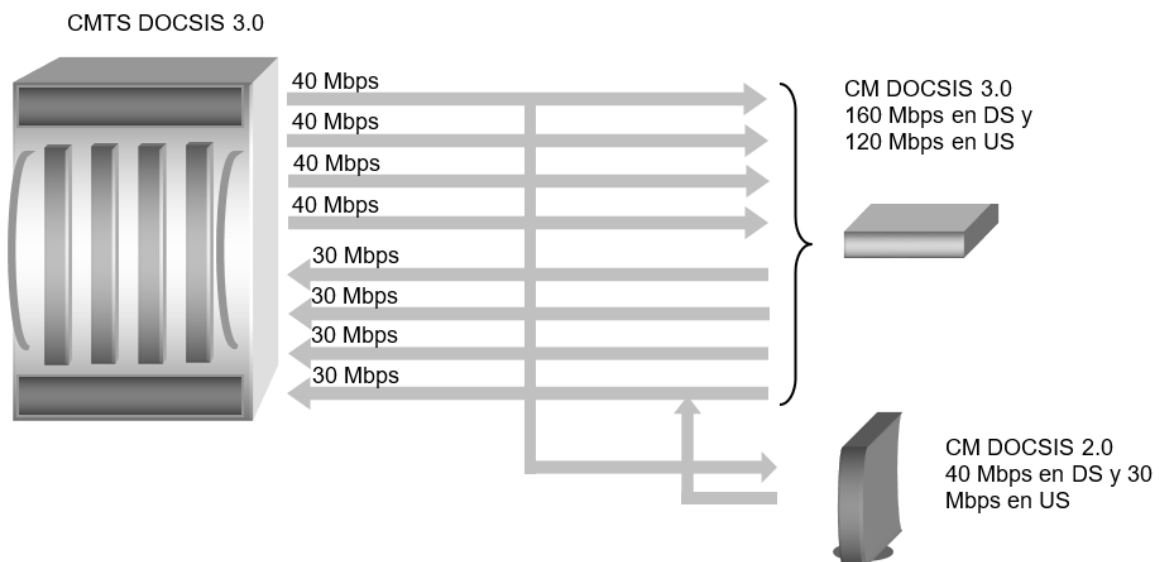 CMTS DOCSIS 3.0
40 Mbps
40 Mbps
40 Mbps
40 Mbps
30 Mbps
30 Mbps
30 Mbps
30 Mbps
CM DOCSIS 3.0
160 Mbps en DS y
120 Mbps en US
CM DOCSIS 2.0
40 Mbps en DS y 30
Mbps en US